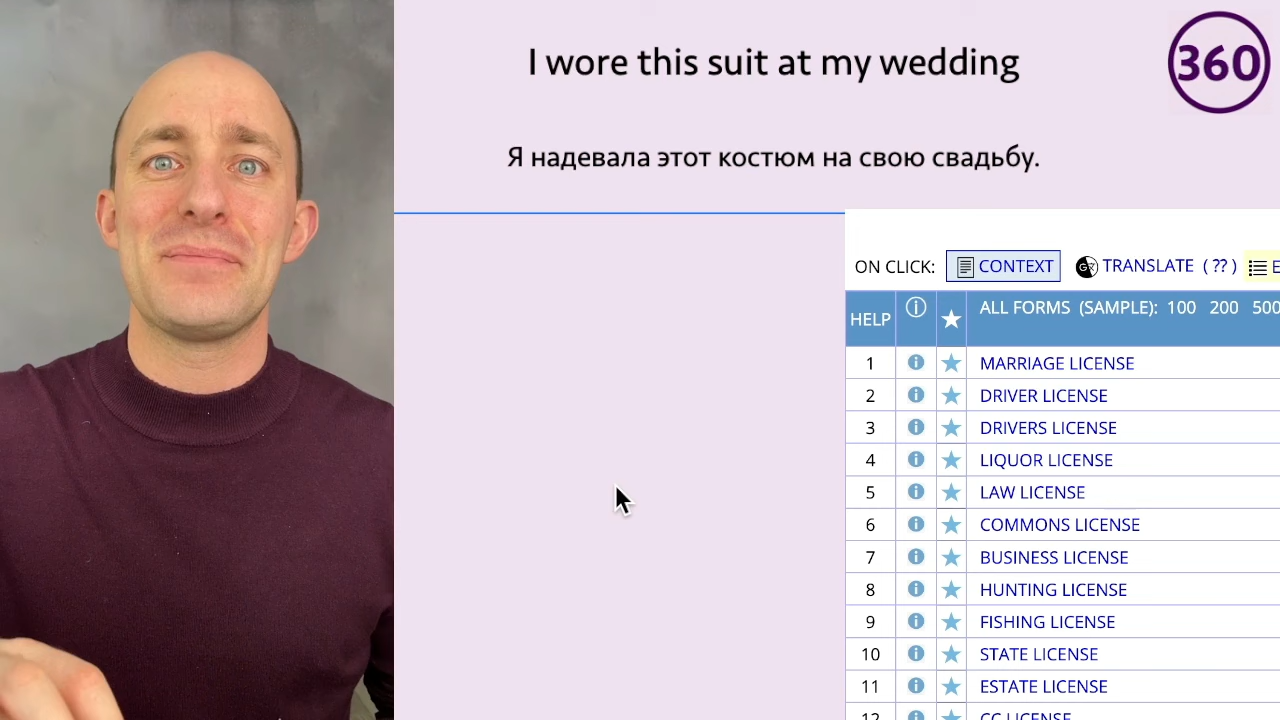 I wore this suit at my wedding
360
Я надевала этот костюм на свою свадьбу.
ON CLICK: CONTEXT TRANSLATE ( ?? ) E
HELP ALL FORMS (SAMPLE): 100 200 500
1 MARRIAGE LICENSE
2 DRIVER LICENSE
3 DRIVERS LICENSE
4 LIQUOR LICENSE
5 LAW LICENSE
6 COMMONS LICENSE
7 BUSINESS LICENSE
8 HUNTING LICENSE
9 FISHING LICENSE
10 STATE LICENSE
11 ESTATE LICENSE
12 CC LICENSE